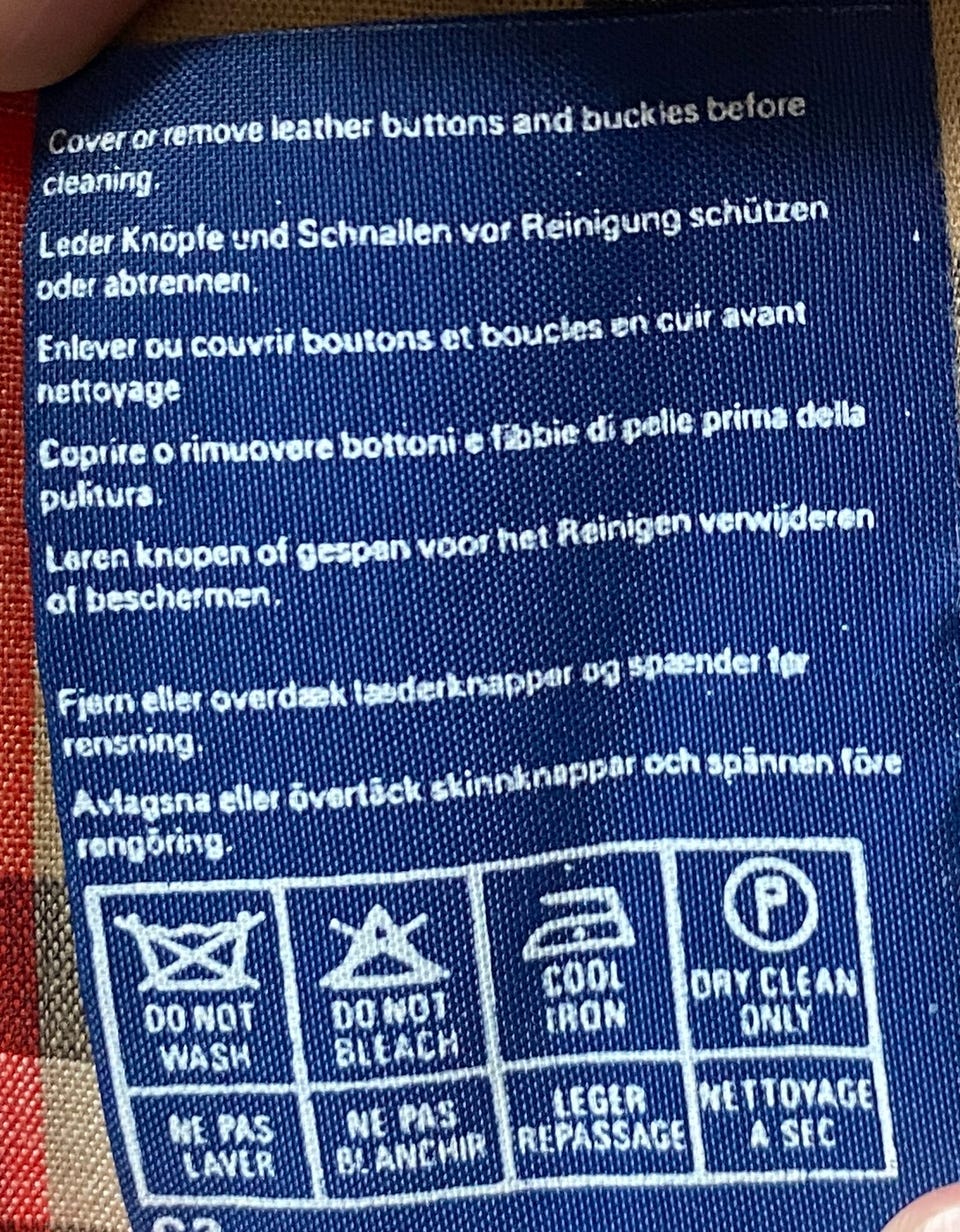 Cover or remove leather buttons and buckles before
cleaning.
Leder Knöpfe und Schnallen vor Reinigung schützen
oder abtrennen.
Enlever ou couvrir boutons et boucles en cuir avant
nettoyage
Coprire o rimuovere bottoni e fibbie di pelle prima della
pulitura.
Leren knopen of gespen voor het Reinigen verwijderen
of beschermen.
Fjern eller overdæk læderknapper og spænder før
rensning.
Avlagsna eller övertäck skinnknappar och spännen före
rengöring.
DO NOT
WASH
DO NOT
BLEACH
COOL
IRON
P
DRY CLEAN
ONLY
NE PAS
LAVER
NE PAS
BLANCHIR
LEGER
REPASSAGE
NETTOYAGE
A SEC